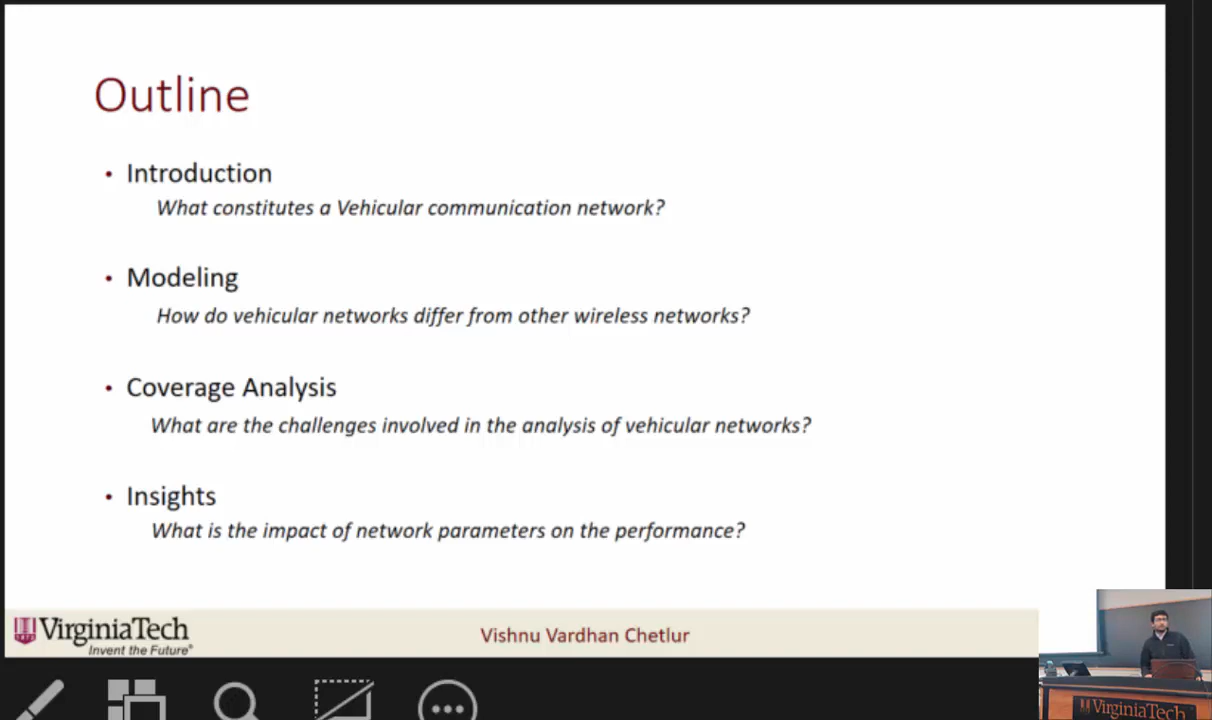 Outline
• Introduction
What constitutes a Vehicular communication network?
• Modeling
How do vehicular networks differ from other wireless networks?
• Coverage Analysis
What are the challenges involved in the analysis of vehicular networks?
• Insights
What is the impact of network parameters on the performance?
VirginiaTech
Invent the Future®
Vishnu Vardhan Chetlur
VirginiaTech